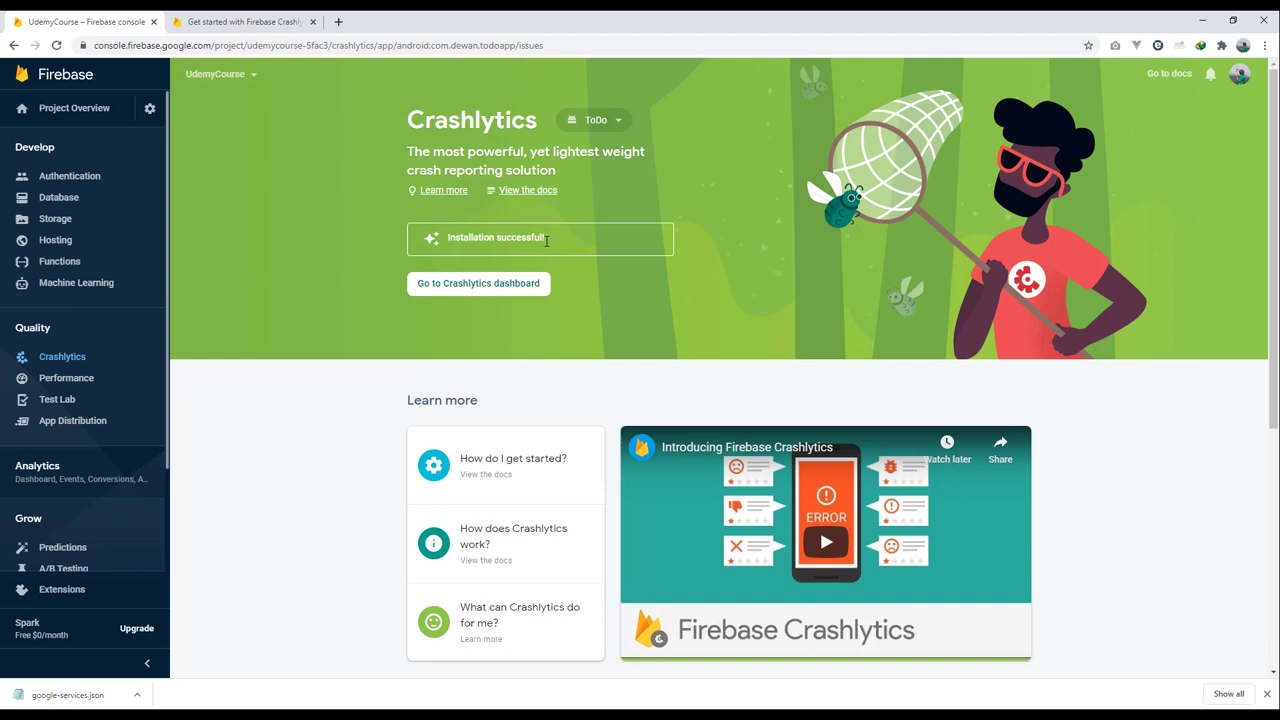 UdemyCourse – Firebase console
Get started with Firebase Crashly
console.firebase.google.com/project/udemycourse-5fac3/crashlytics/app/android:com.dewan.todoapp/issues
Firebase
UdemyCourse
Go to docs
Project Overview
Develop
Authentication
Database
Storage
Hosting
Functions
Machine Learning
Quality
Crashlytics
Performance
Test Lab
App Distribution
Analytics
Dashboard, Events, Conversions, A...
Grow
Predictions
A/B Testing
Extensions
Spark
Free $0/month
Upgrade
Crashlytics
ToDo
The most powerful, yet lightest weight
crash reporting solution
Learn more
View the docs
Installation successful!
Go to Crashlytics dashboard
Learn more
How do I get started?
View the docs
How does Crashlytics
work?
View the docs
What can Crashlytics do
for me?
Learn more
Introducing Firebase Crashlytics
Watch later
Share
ERROR
Firebase Crashlytics
google-services.json
Show all